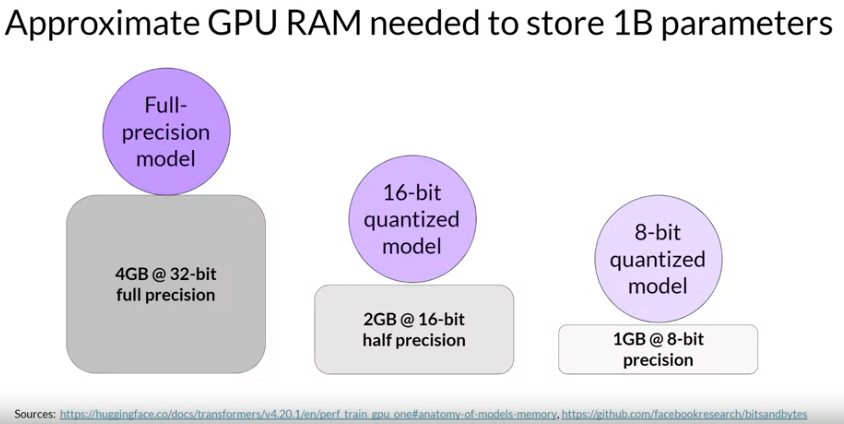 Approximate GPU RAM needed to store 1B parameters
Full-
precision
model
4GB @ 32-bit
full precision
16-bit
quantized
model
2GB @ 16-bit
half precision
8-bit
quantized
model
1GB @ 8-bit
precision
Sources: https://huggingface.co/docs/transformers/v4.20.1/en/perf_train_gpu_one#anatomy-of-models-memory, https://github.com/facebookresearch/bitsandbytes